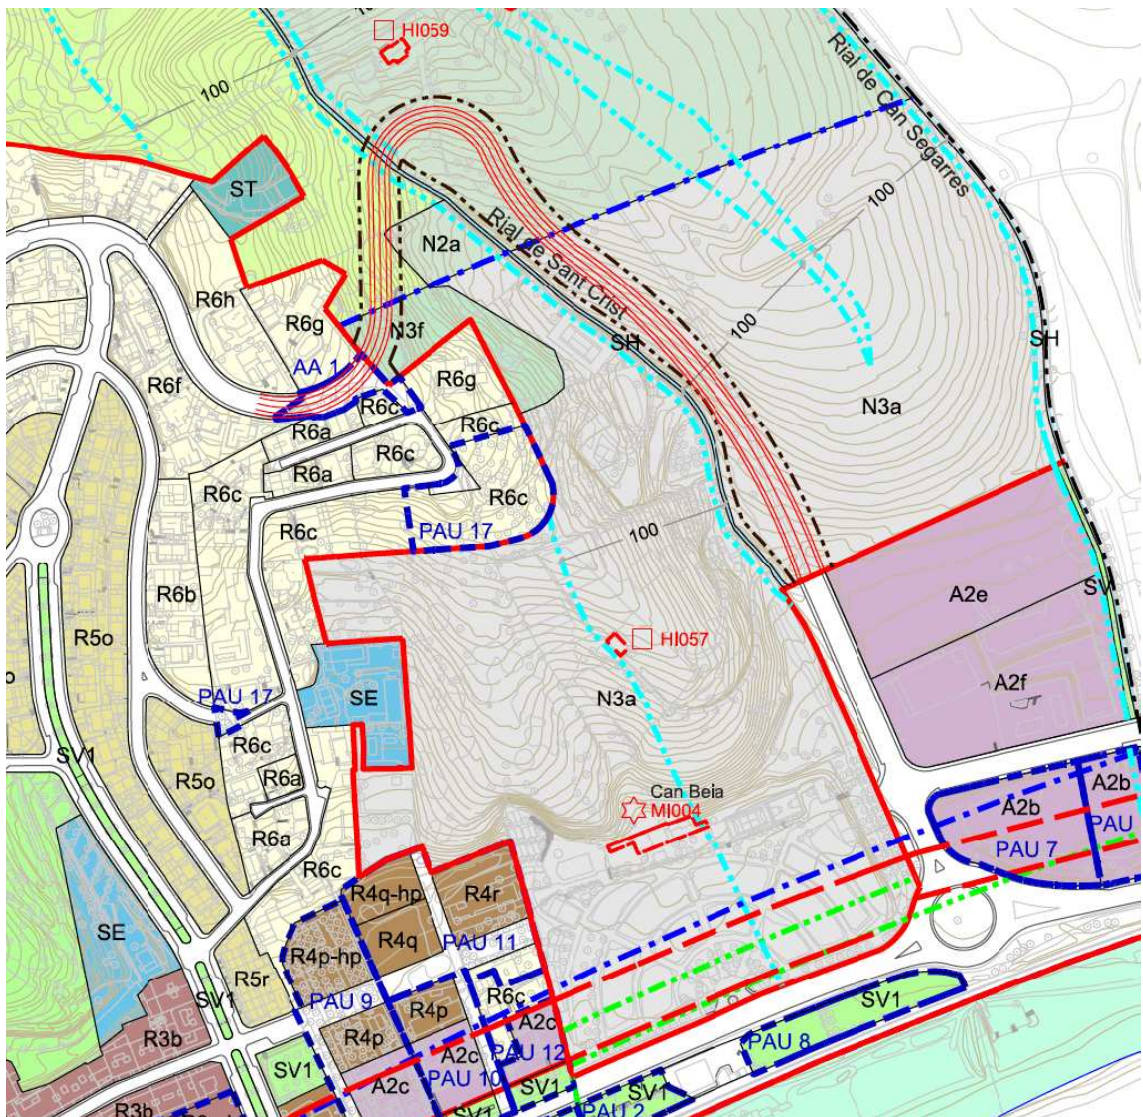 HI059
100
100
Rial de Can Segarres
ST
100
N2a
Rial de Sant Crist
R6h
R6g
N3f
100
SH
SH
AA 1
R6g
R6f
R6c
N3a
R6a
R6c
R6c
R6a
R6c
R6c
PAU 17
R6c
100
A2e
SV
R6b
R5o
HI057
A2f
o
PAU 17
SE
N3a
R6c
SV1
R5o
R6a
A2b
Can Beia
MI004
A2b
R6a
PAU 7
PAU
R6c
R4q-hp
R4r
SE
R4q
PAU 11
R4p-hp
R5r
R6c
SV1
PAU 9
R4p
SV1
R3b
R4p
A2c
PAU 8
A2c
PAU 12
SV1
PAU 10
A2c
SV1
SV1
R3b
SV1
PAU 2